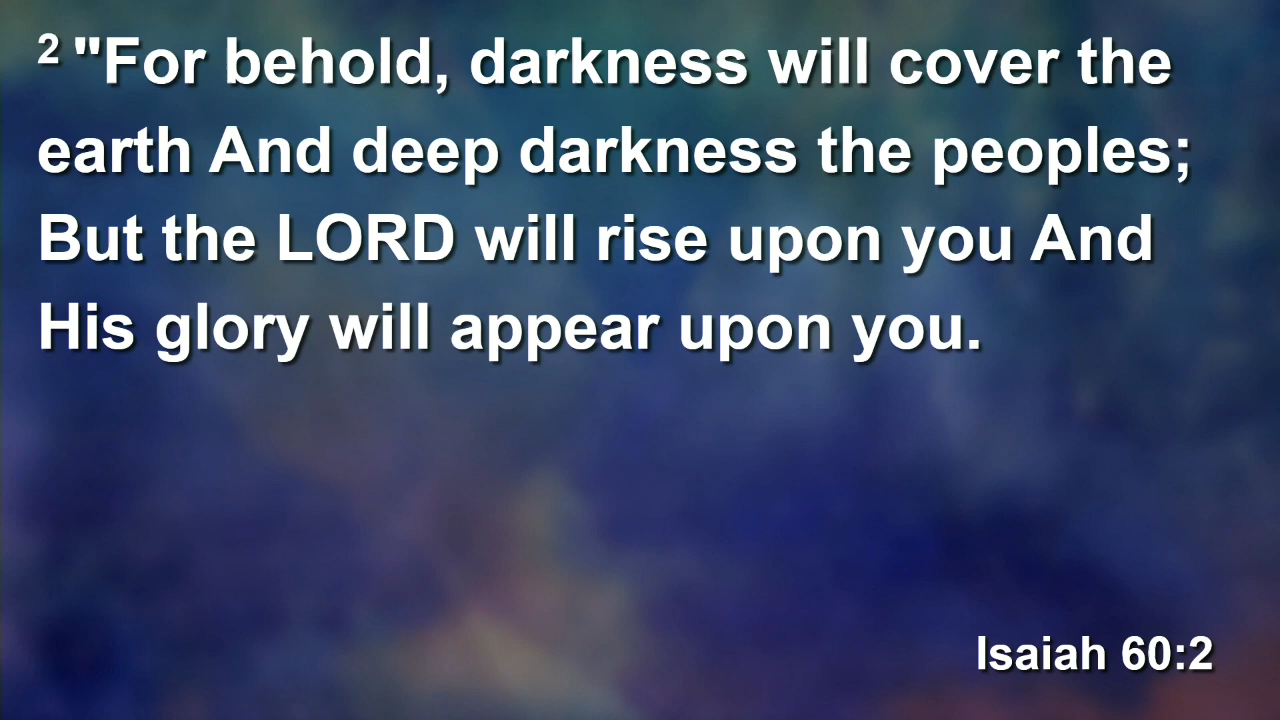 2 "For behold, darkness will cover the
earth And deep darkness the peoples;
But the LORD will rise upon you And
His glory will appear upon you.
Isaiah 60:2